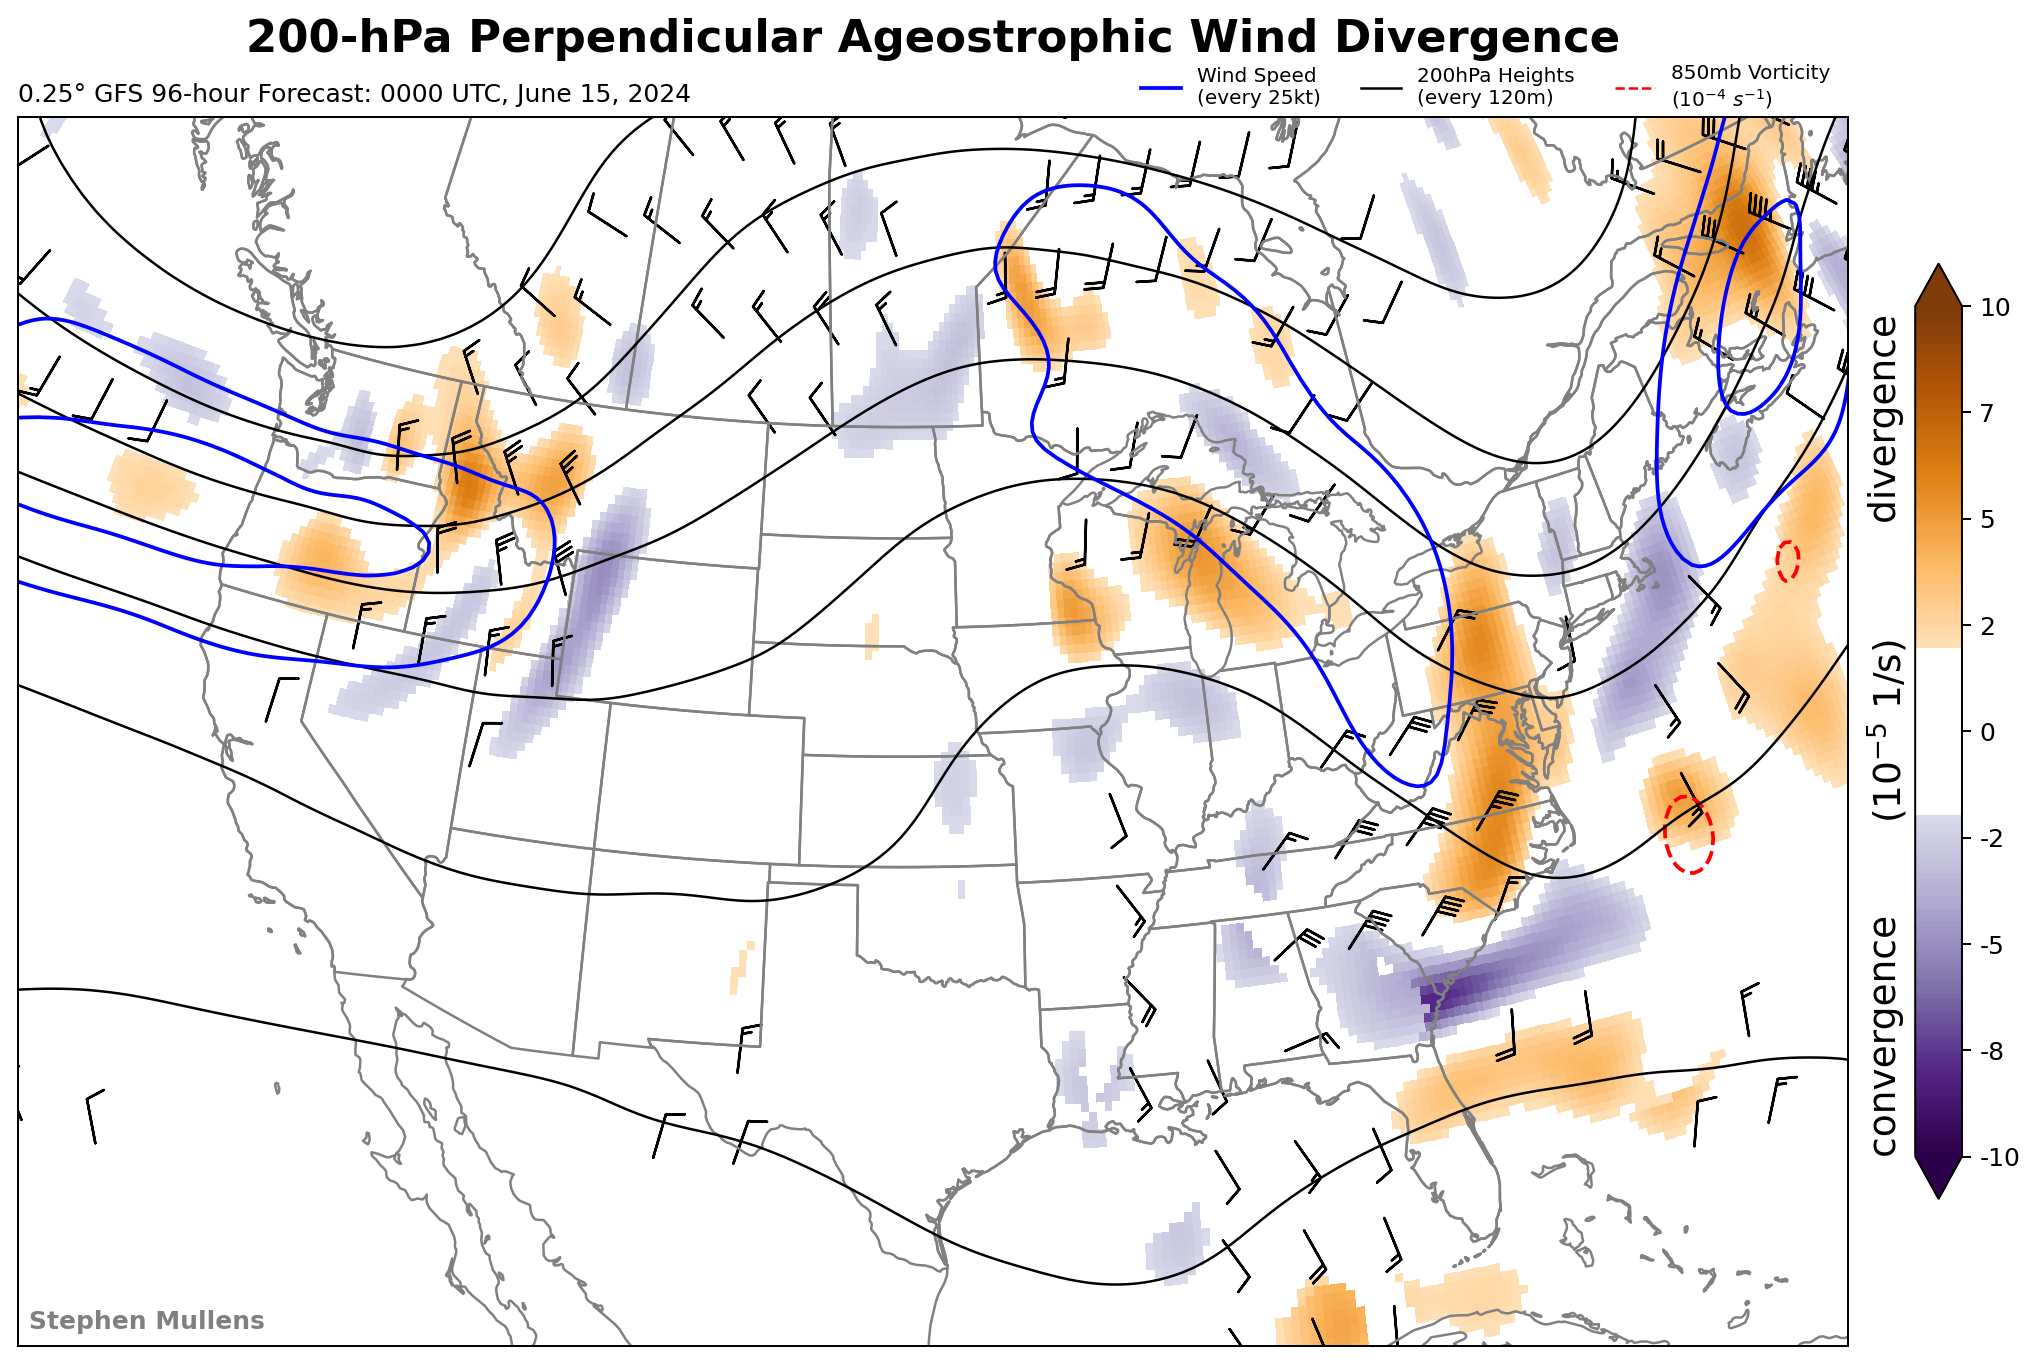 200-hPa Perpendicular Ageostrophic Wind Divergence
0.25° GFS 96-hour Forecast: 0000 UTC, June 15, 2024
Wind Speed
(every 25kt)
200hPa Heights
(every 120m)
850mb Vorticity
(10⁻⁴ s⁻¹)
10
7
5
2
0
-2
-5
-8
-10
convergence (10⁻⁵ 1/s) divergence
Stephen Mullens